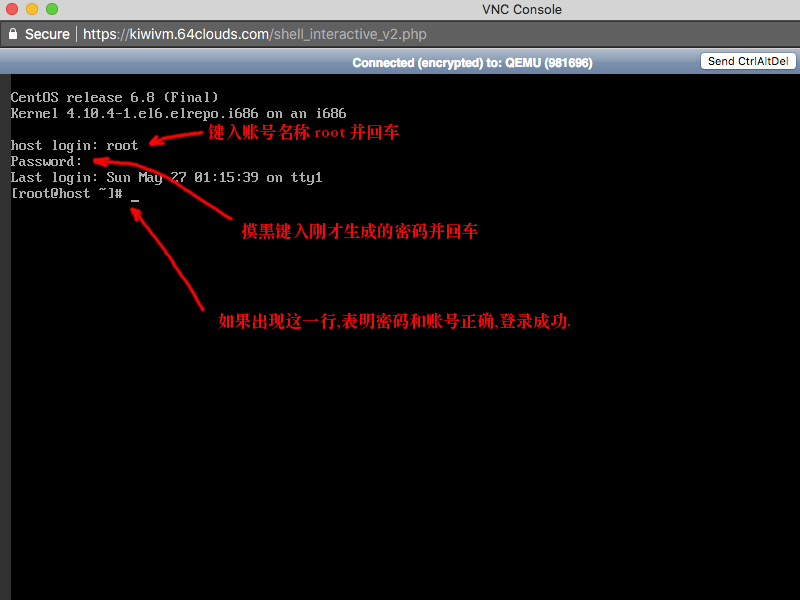 VNC Console
Secure | https://kiwivm.64clouds.com/shell_interactive_v2.php
Connected (encrypted) to: QEMU (981696)
Send CtrlAltDel
CentOS release 6.8 (Final)
Kernel 4.10.4-1.el6.elrepo.i686 on an i686
键入账号名称 root 并回车
host login: root
Password:
Last login: Sun May 27 01:15:39 on tty1
[root@host ~]# _
摸黑键入刚才生成的密码并回车
如果出现这一行,表明密码和账号正确,登录成功.